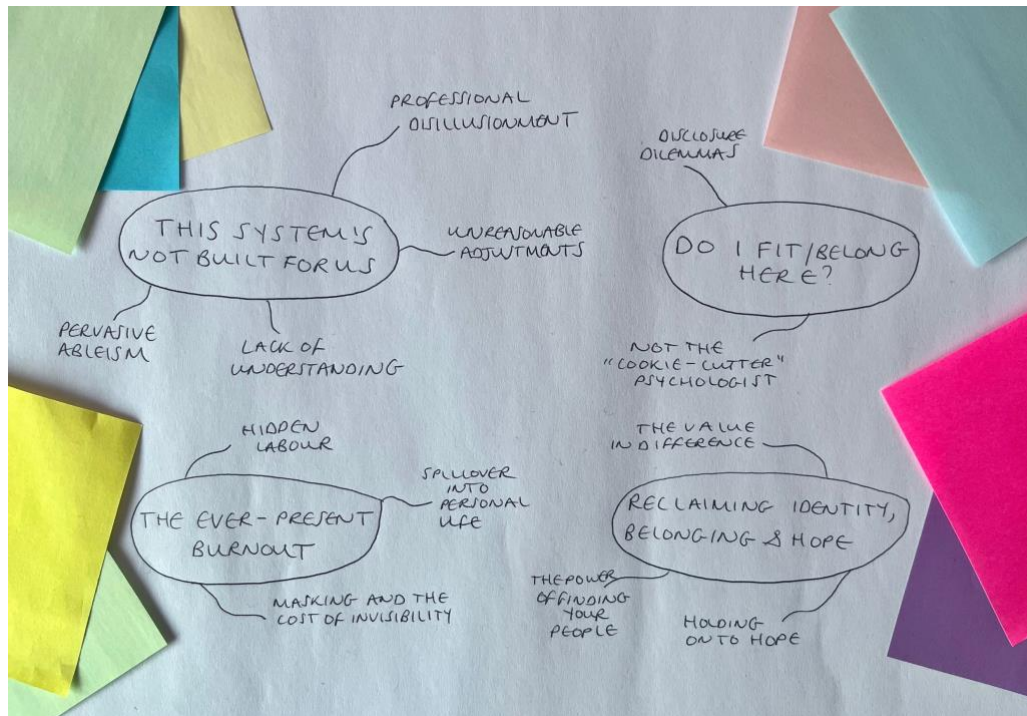 PROFESSIONAL
DISILLUSIONMENT
THIS SYSTEM'S
NOT BUILT FOR US
UNREASONABLE
ADJUSTMENTS
PERVASIVE
ABLEISM
LACK OF
UNDERSTANDING
DISCLOSURE
DILEMMAS
DO I FIT/BELONG
HERE?
NOT THE
"COOKIE-CUTTER"
PSYCHOLOGIST
HIDDEN
LABOUR
THE EVER-PRESENT
BURNOUT
SPILLOVER
INTO
PERSONAL
LIFE
MASKING AND THE
COST OF INVISIBILITY
THE VALUE
IN DIFFERENCE
RECLAIMING IDENTITY,
BELONGING & HOPE
THE POWER
OF FINDING
YOUR
PEOPLE
HOLDING
ON TO HOPE